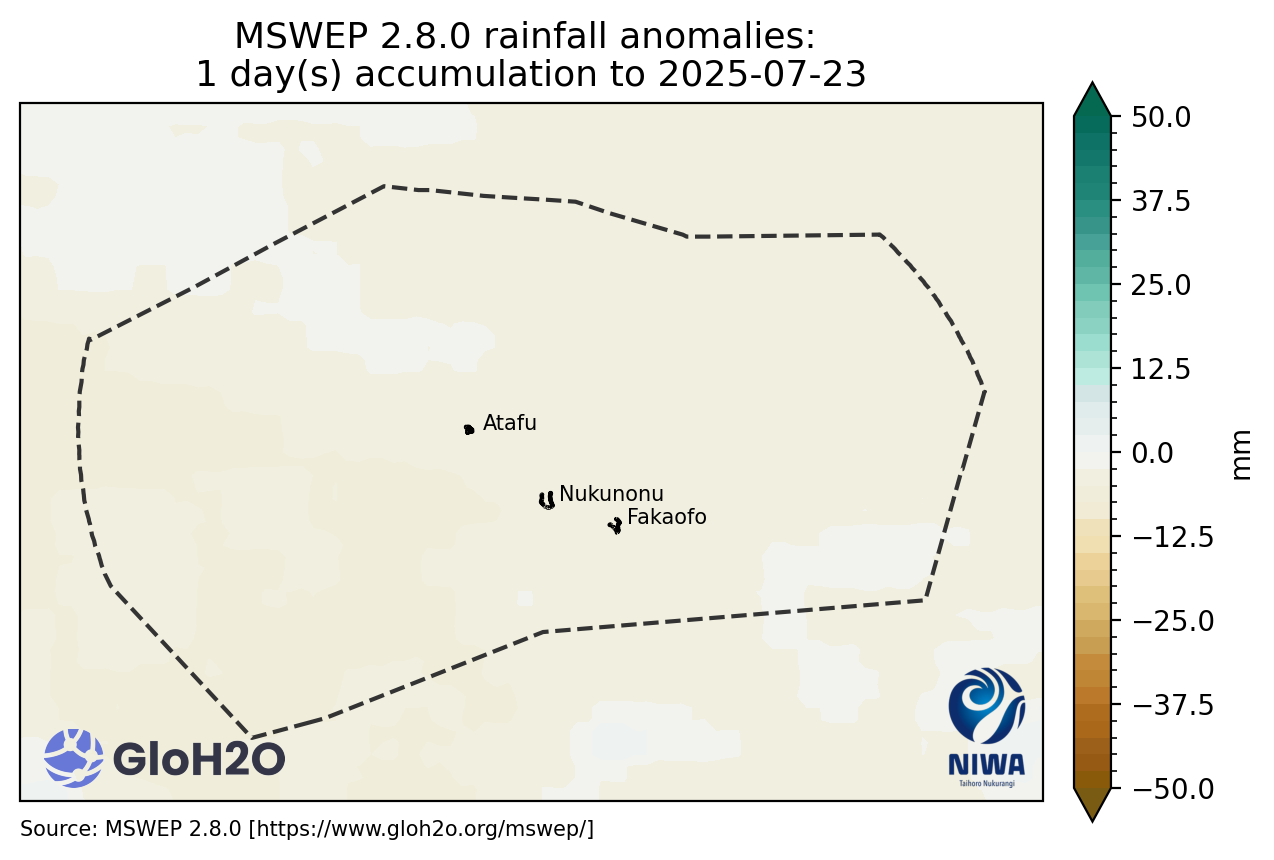 MSWEP 2.8.0 rainfall anomalies:
1 day(s) accumulation to 2025-07-23
50.0
37.5
25.0
12.5
0.0
−12.5
−25.0
−37.5
−50.0
mm
Atafu
Nukunonu
Fakaofo
GloH2O
NIWA
Taihoro Nukurangi
Source: MSWEP 2.8.0 [https://www.gloh2o.org/mswep/]